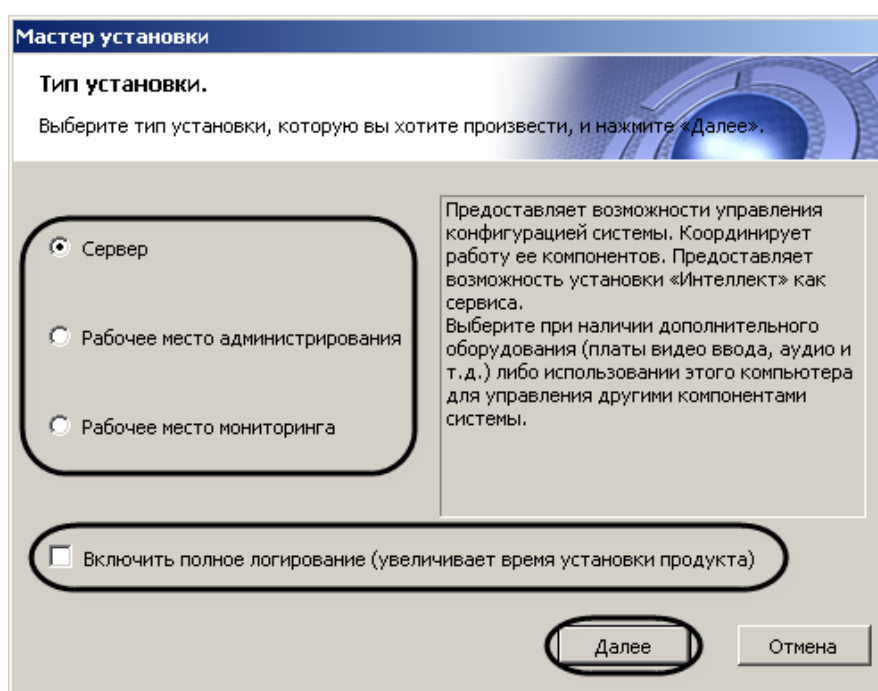 Мастер установки
Тип установки.
Выберите тип установки, которую вы хотите произвести, и нажмите «Далее».
Сервер
Рабочее место администрирования
Рабочее место мониторинга
Предоставляет возможности управления
конфигурацией системы. Координирует
работу ее компонентов. Предоставляет
возможность установки «Интеллект» как
сервиса.
Выберите при наличии дополнительного
оборудования (платы видео ввода, аудио и
т.д.) либо использовании этого компьютера
для управления другими компонентами
системы.
Включить полное логирование (увеличивает время установки продукта)
Далее
Отмена